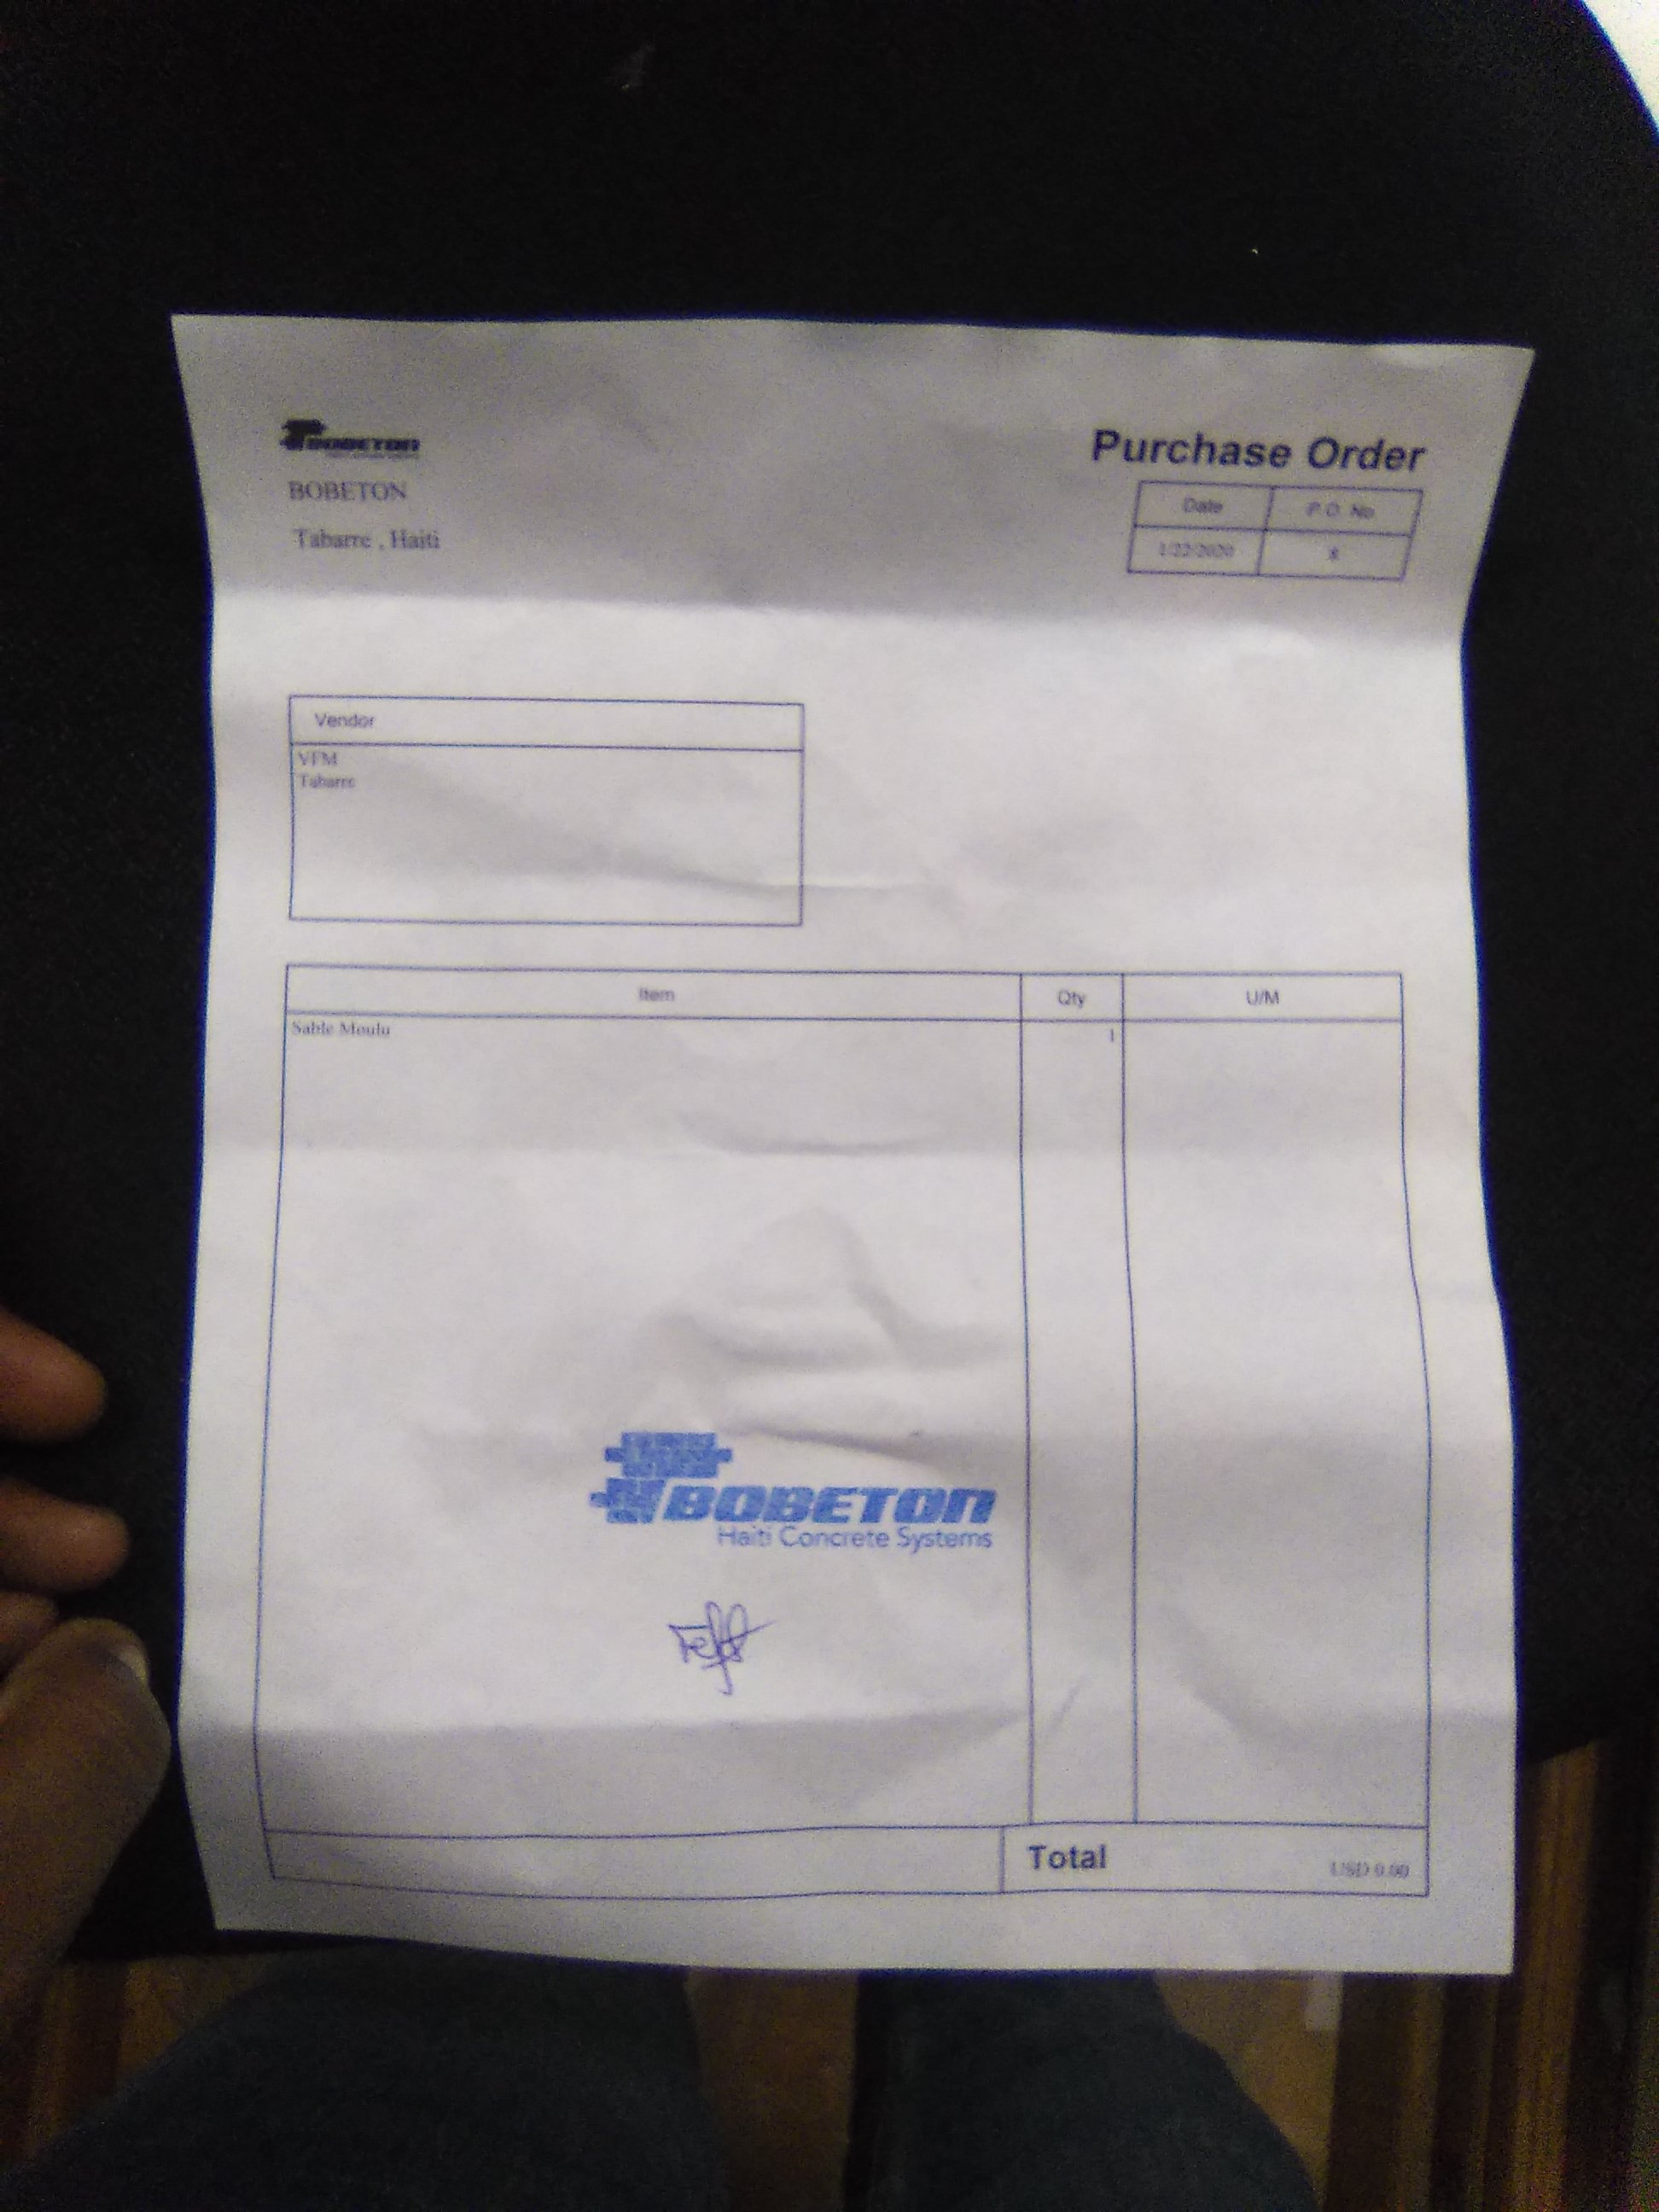 BOBETON
BOBETON
Tabarre , Haiti
Purchase Order
Date P.O. No.
1/22/2020 8
Vendor
VFM
Tabarre
Item Qty U/M
Sable Moulu 1
BOBETON
Haiti Concrete Systems
Total USD 0.00